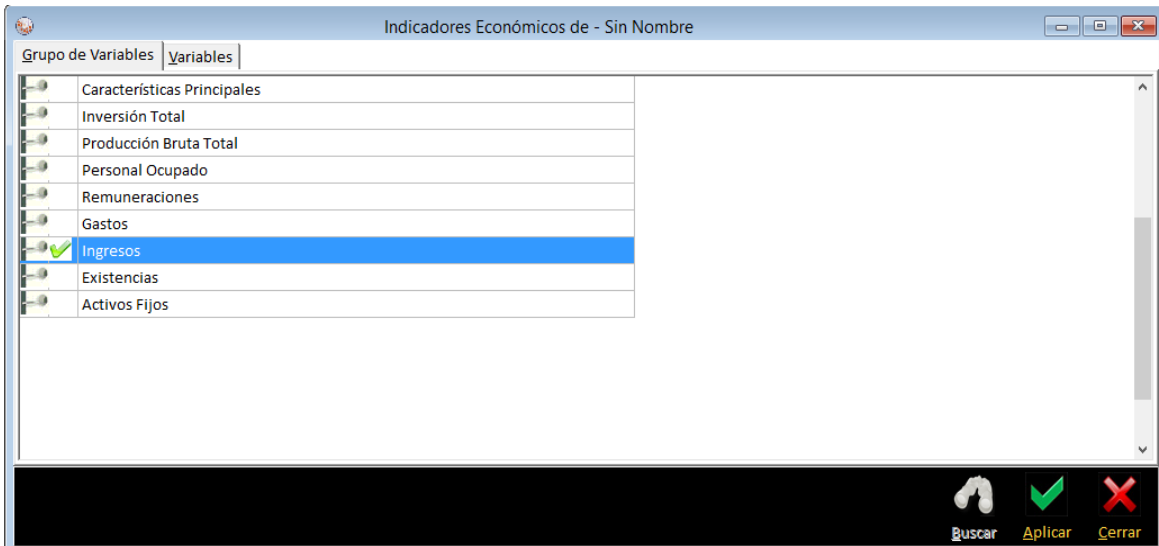 Indicadores Económicos de - Sin Nombre
Grupo de Variables Variables
Características Principales
Inversión Total
Producción Bruta Total
Personal Ocupado
Remuneraciones
Gastos
Ingresos
Existencias
Activos Fijos
Buscar Aplicar Cerrar